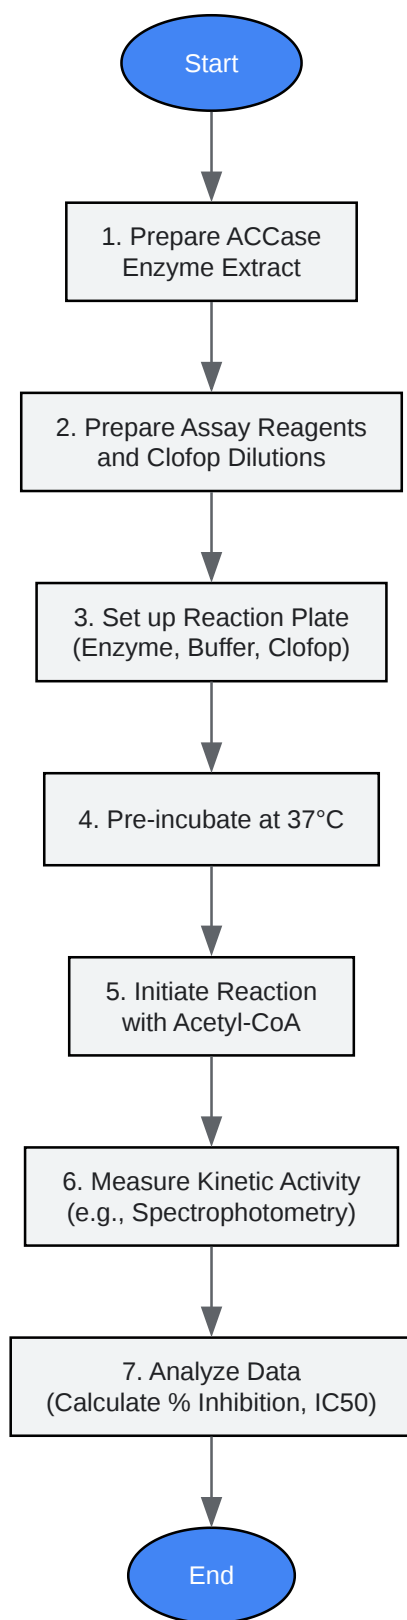 Start
1. Prepare ACCase
Enzyme Extract
2. Prepare Assay Reagents
and Clofop Dilutions
3. Set up Reaction Plate
(Enzyme, Buffer, Clofop)
4. Pre-incubate at 37°C
5. Initiate Reaction
with Acetyl-CoA
6. Measure Kinetic Activity
(e.g., Spectrophotometry)
7. Analyze Data
(Calculate % Inhibition, IC50)
End